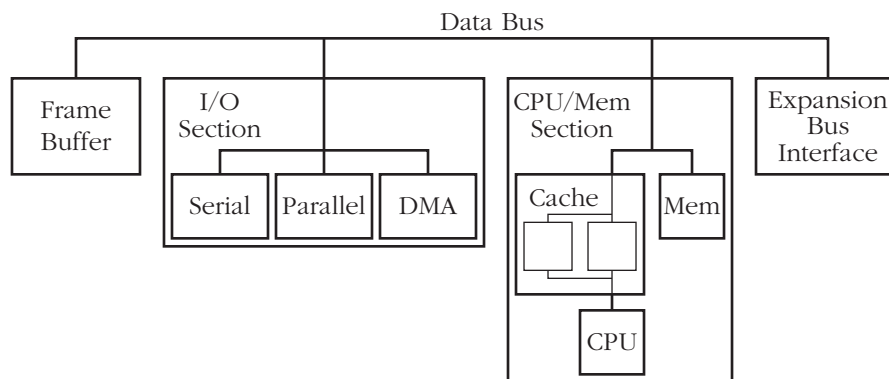 Data Bus
Frame
Buffer
I/O
Section
Serial
Parallel
DMA
CPU/Mem
Section
Cache
Mem
CPU
Expansion
Bus
Interface